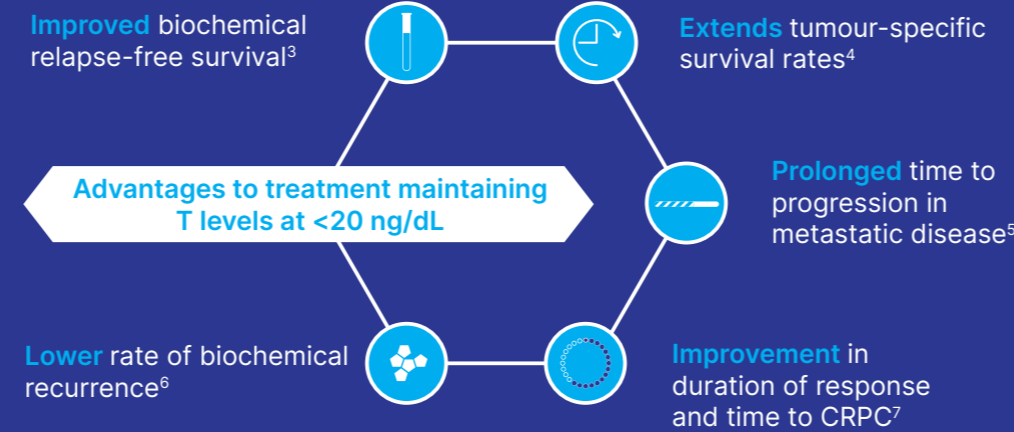 Improved biochemical
relapse-free survival³
Extends tumour-specific
survival rates⁴
Advantages to treatment maintaining
T levels at <20 ng/dL
Prolonged time to
progression in
metastatic disease⁵
Lower rate of biochemical
recurrence⁶
Improvement in
duration of response
and time to CRPC⁷